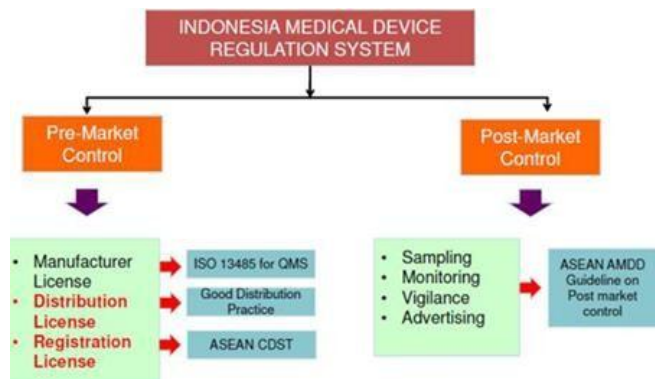 INDONESIA MEDICAL DEVICE
REGULATION SYSTEM
Pre-Market
Control
Post-Market
Control
• Manufacturer
License
• Distribution
License
• Registration
License
ISO 13485 for QMS
Good Distribution
Practice
ASEAN CDST
• Sampling
• Monitoring
• Vigilance
• Advertising
ASEAN AMDD
Guideline on
Post market
control